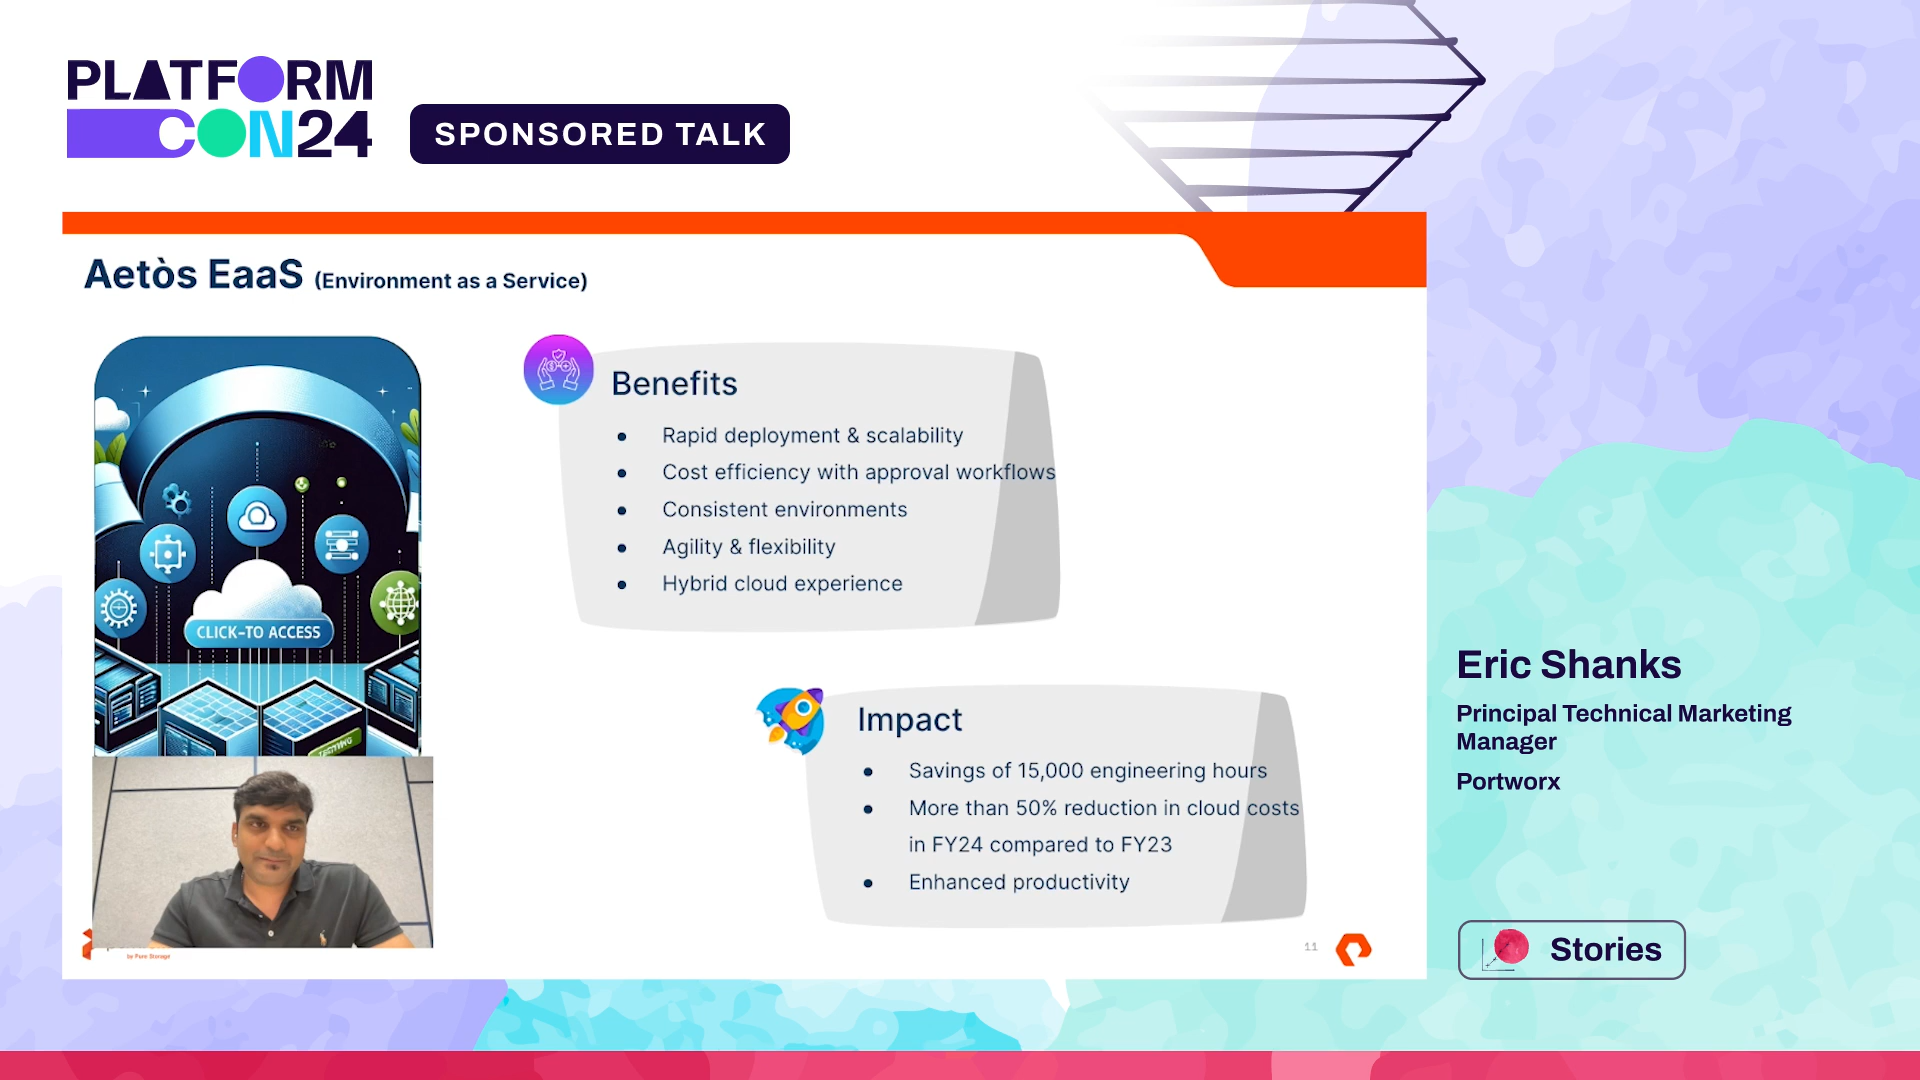 PLATFORM
CON24
SPONSORED TALK
Aetòs EaaS (Environment as a Service)
CLICK-TO ACCESS
Benefits
• Rapid deployment & scalability
• Cost efficiency with approval workflows
• Consistent environments
• Agility & flexibility
• Hybrid cloud experience
Impact
• Savings of 15,000 engineering hours
• More than 50% reduction in cloud costs
in FY24 compared to FY23
• Enhanced productivity
by Pure Storage
11
Eric Shanks
Principal Technical Marketing
Manager
Portworx
Stories